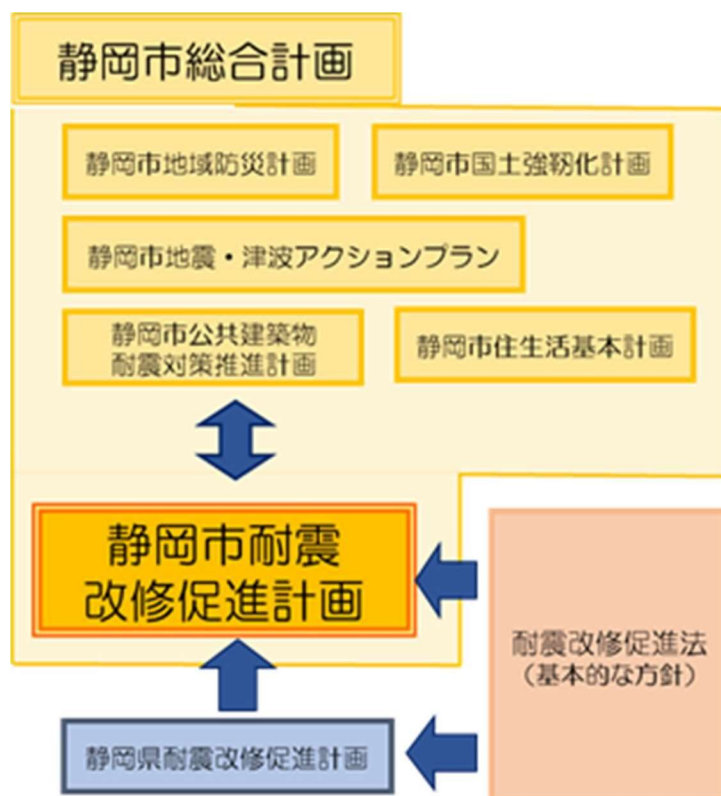 静岡市総合計画
静岡市地域防災計画
静岡市国土強靱化計画
静岡市地震・津波アクションプラン
静岡市公共建築物
耐震対策推進計画
静岡市住生活基本計画
静岡市耐震
改修促進計画
耐震改修促進法
（基本的な方針）
静岡県耐震改修促進計画